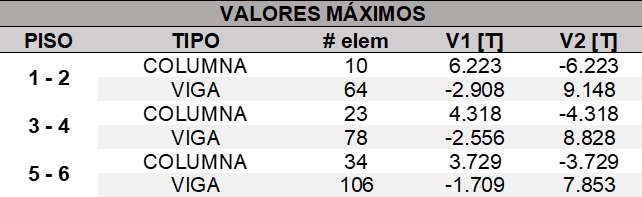 VALORES MÁXIMOS
PISO TIPO # elem V1 [T] V2 [T]
1 - 2 COLUMNA 10 6.223 -6.223
VIGA 64 -2.908 9.148
3 - 4 COLUMNA 23 4.318 -4.318
VIGA 78 -2.556 8.828
5 - 6 COLUMNA 34 3.729 -3.729
VIGA 106 -1.709 7.853